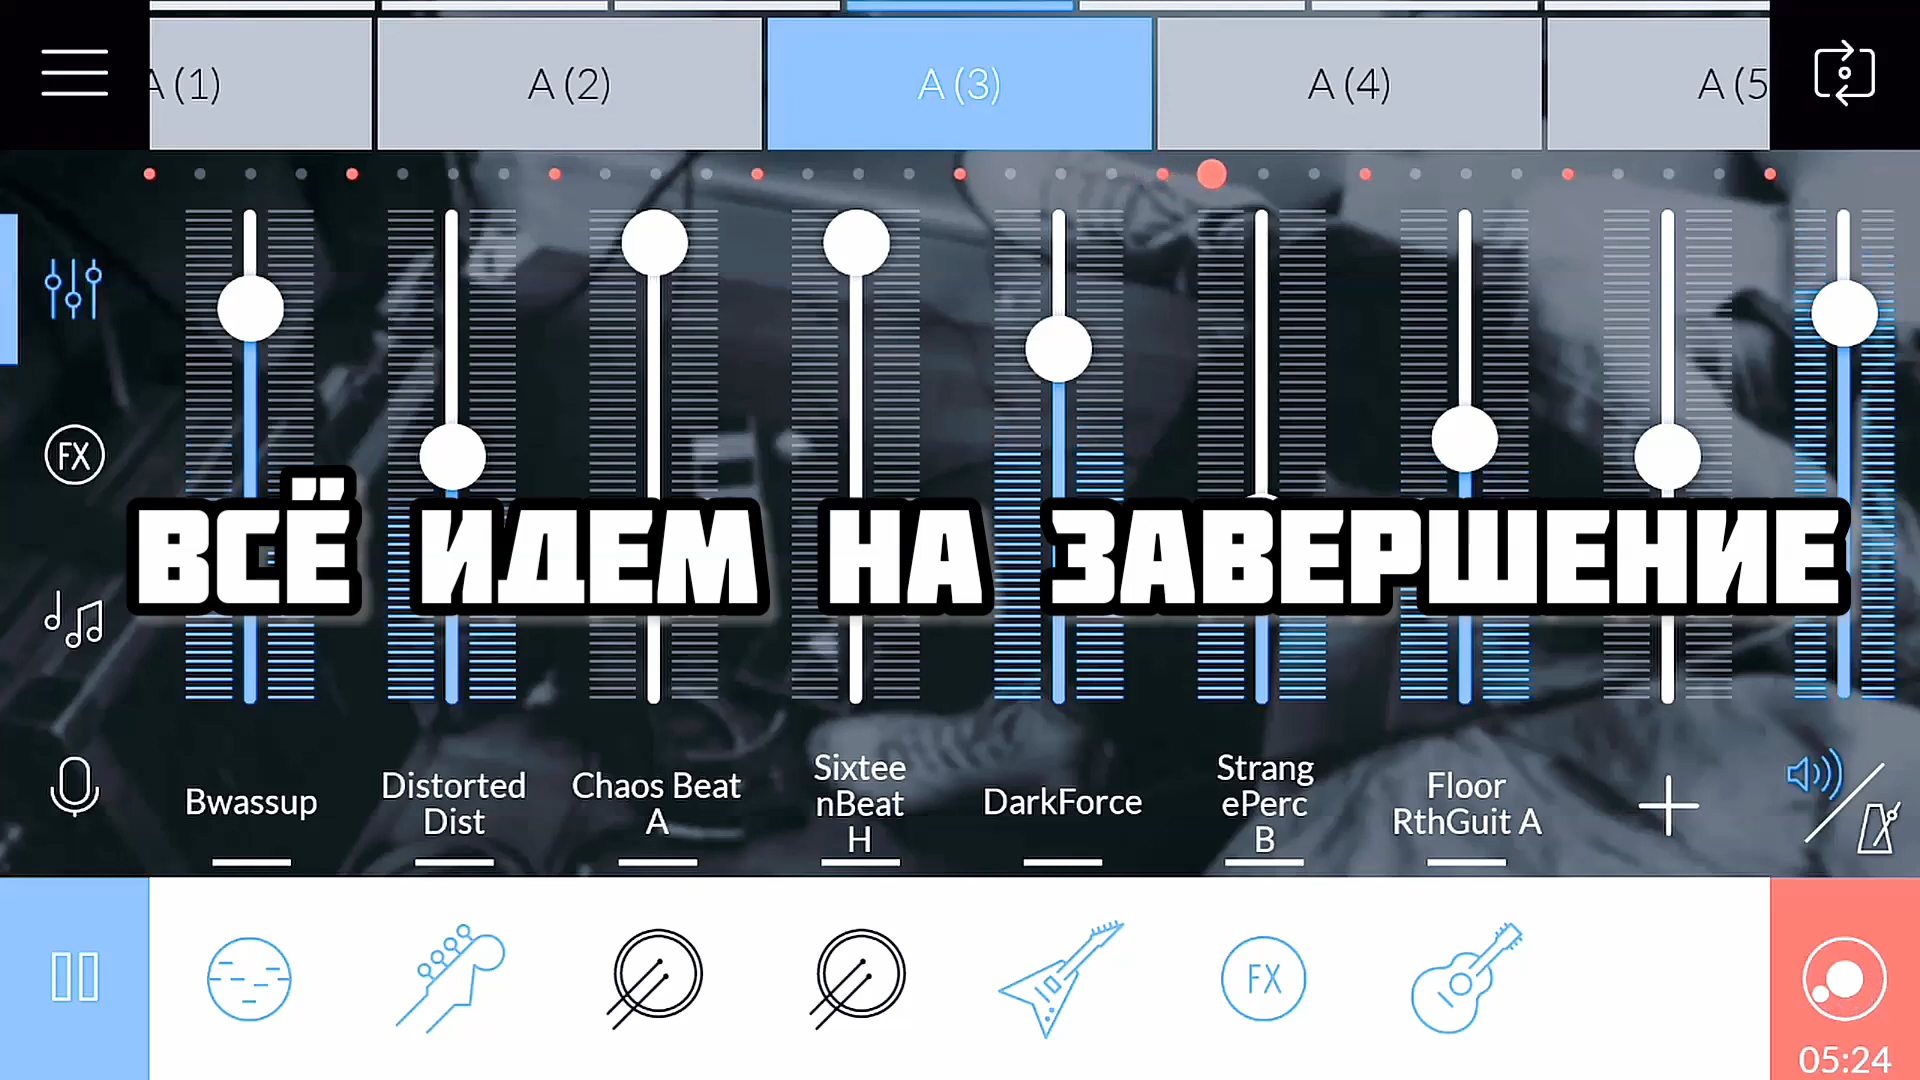 A (1)
A (2)
A (3)
A (4)
A (5
FX
ВСЁ ИДЕМ НА ЗАВЕРШЕНИЕ
Bwassup
Distorted
Dist
Chaos Beat
A
Sixtee
nBeat
H
DarkForce
Strang
ePerc
B
Floor
RthGuit A
FX
05:24